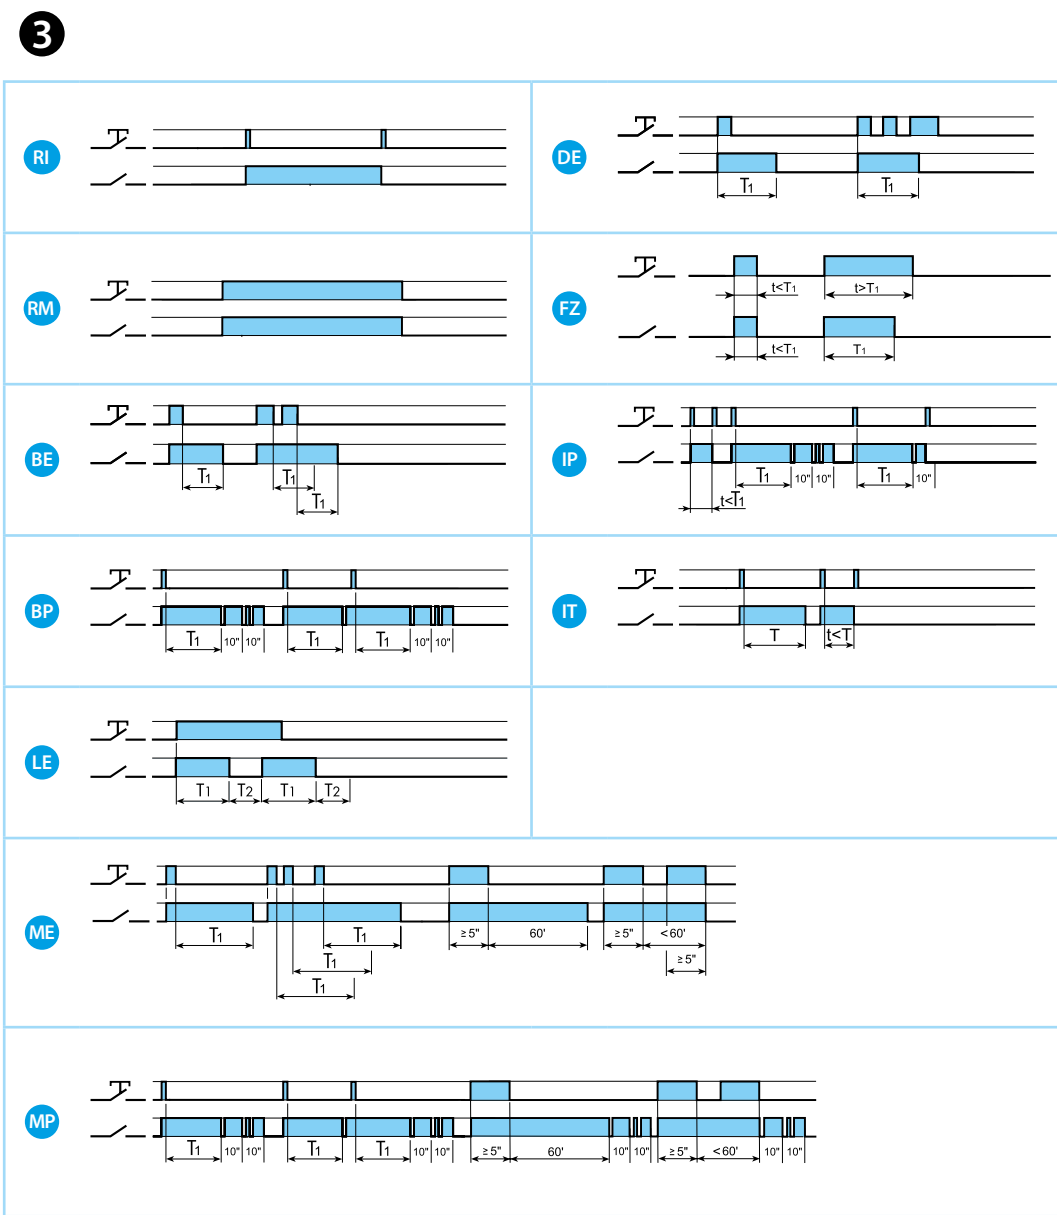 3
RI
DE
T1 T1
RM
FZ
t<T1 t>T1
t<T1 T1
BE
T1 T1
T1
IP
T1 10" 10" T1 10"
t<T1
BP
T1 10" 10" T1 T1 10" 10"
IT
T t<T
LE
T1 T2 T1 T2
ME
T1 T1 ≥5" 60' ≥5" <60'
T1 ≥5"
T1
MP
T1 10" 10" T1 T1 10" 10" ≥5" 60' 10" 10" ≥5" <60' 10" 10"